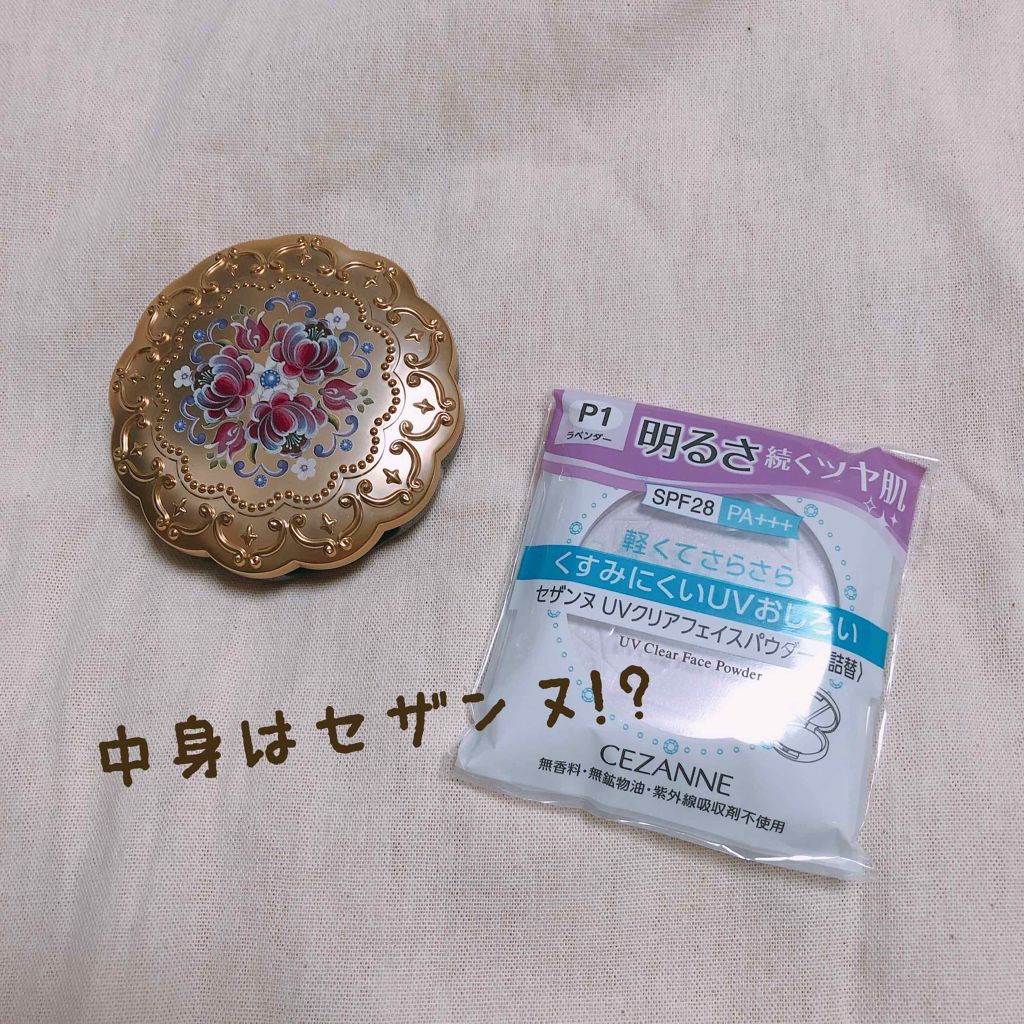 P1
ラベンダー
明るさ 続くツヤ肌
SPF28 PA+++
軽くてさらさら
くすみにくいUVおしろい
セザンヌ UVクリアフェイスパウダー 詰替〉
UV Clear Face Powder
中身はセザンヌ!?
CEZANNE
無香料・無鉱物油・紫外線吸収剤不使用